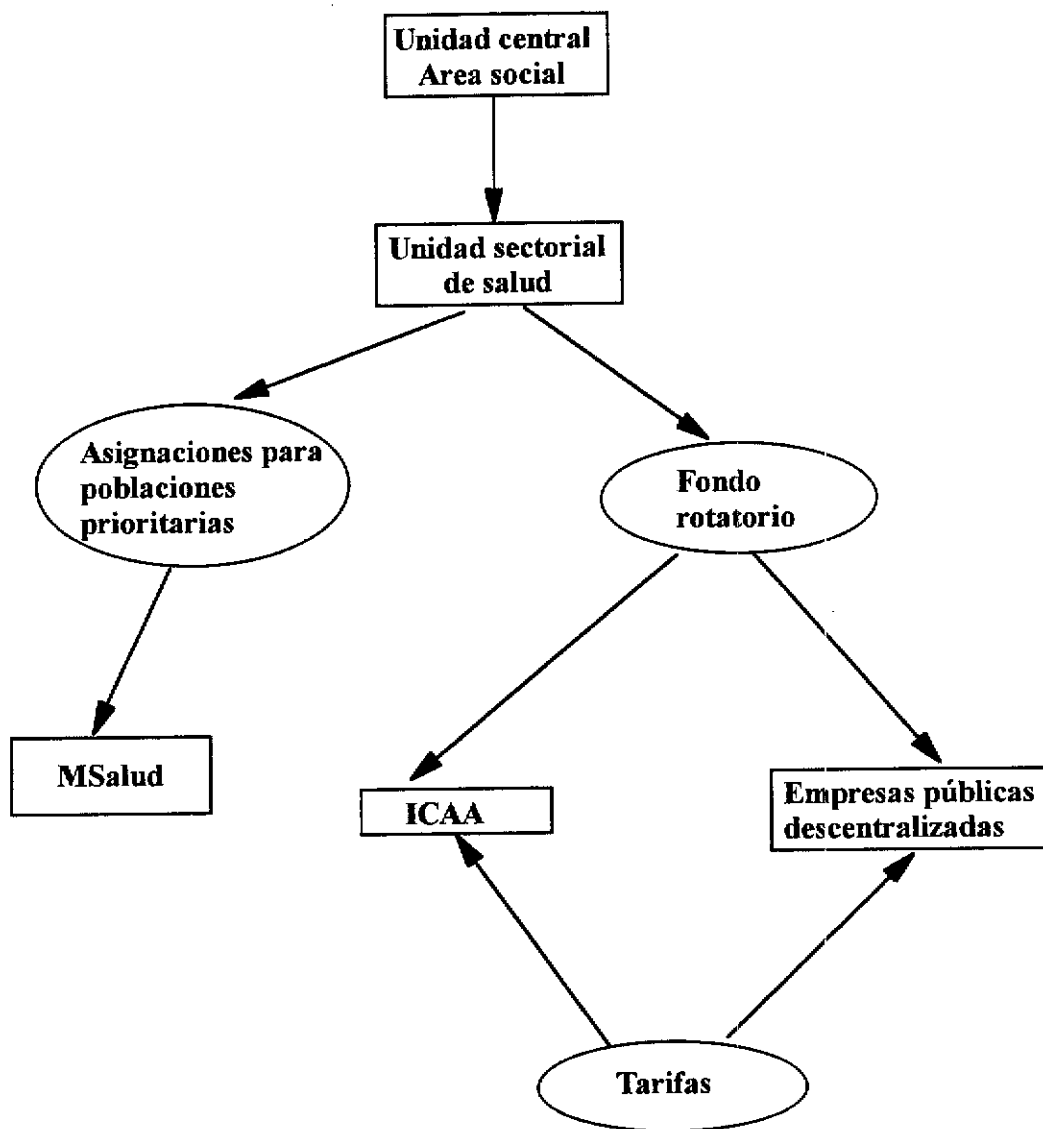 Unidad central
Area social
Unidad sectorial
de salud
Asignaciones para
poblaciones
prioritarias
Fondo
rotatorio
MSalud
ICAA
Empresas públicas
descentralizadas
Tarifas